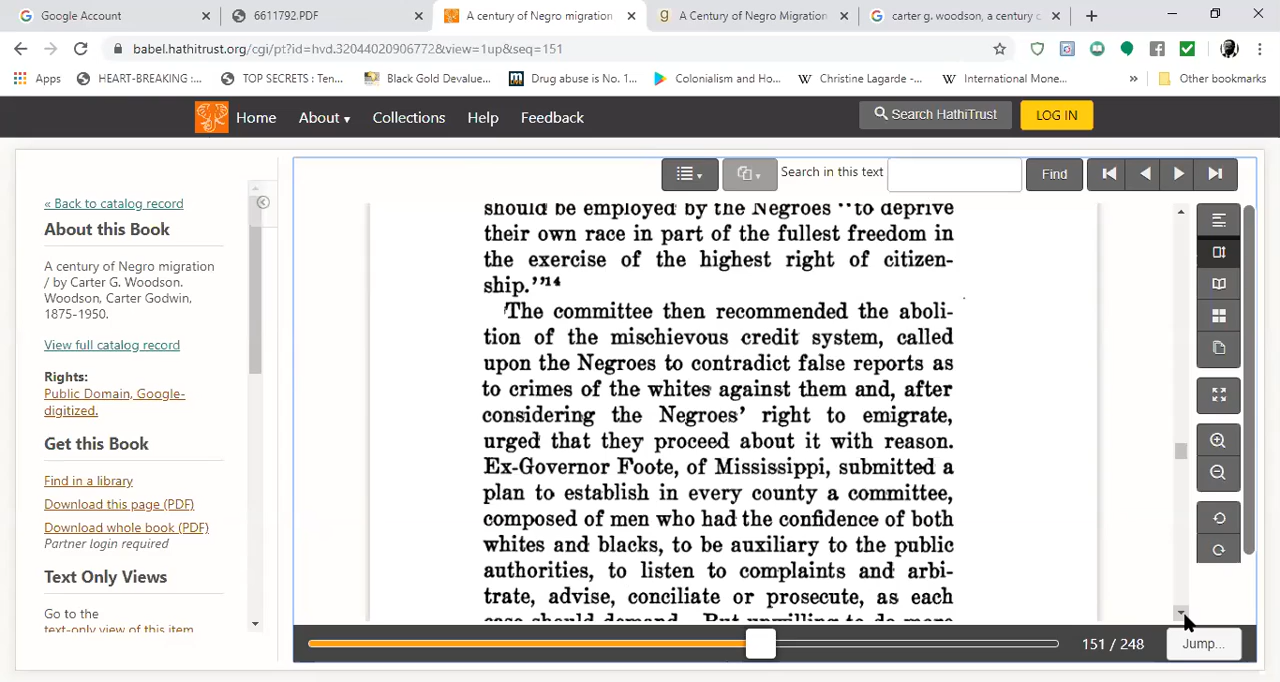 Google Account
6611792.PDF
A century of Negro migration
A Century of Negro Migration
carter g. woodson, a century c
babel.hathitrust.org/cgi/pt?id=hvd.32044020906772&view=1up&seq=151
Apps
HEART-BREAKING :...
TOP SECRETS : Ten...
Black Gold Devalue...
Drug abuse is No. 1...
Colonialism and Ho...
Christine Lagarde -...
International Mone...
Other bookmarks
Home
About
Collections
Help
Feedback
Search HathiTrust
LOG IN
« Back to catalog record
About this Book
A century of Negro migration
/ by Carter G. Woodson.
Woodson, Carter Godwin,
1875-1950.
View full catalog record
Rights:
Public Domain, Google-
digitized.
Get this Book
Find in a library
Download this page (PDF)
Download whole book (PDF)
Partner login required
Text Only Views
Go to the
text-only view of this item
Search in this text
Find
should be employed by the Negroes "to deprive
their own race in part of the fullest freedom in
the exercise of the highest right of citizen-
ship."14
The committee then recommended the aboli-
tion of the mischievous credit system, called
upon the Negroes to contradict false reports as
to crimes of the whites against them and, after
considering the Negroes' right to emigrate,
urged that they proceed about it with reason.
Ex-Governor Foote, of Mississippi, submitted a
plan to establish in every county a committee,
composed of men who had the confidence of both
whites and blacks, to be auxiliary to the public
authorities, to listen to complaints and arbi-
trate, advise, conciliate or prosecute, as each
case should demand. But unwilling to do more
151 / 248
Jump...